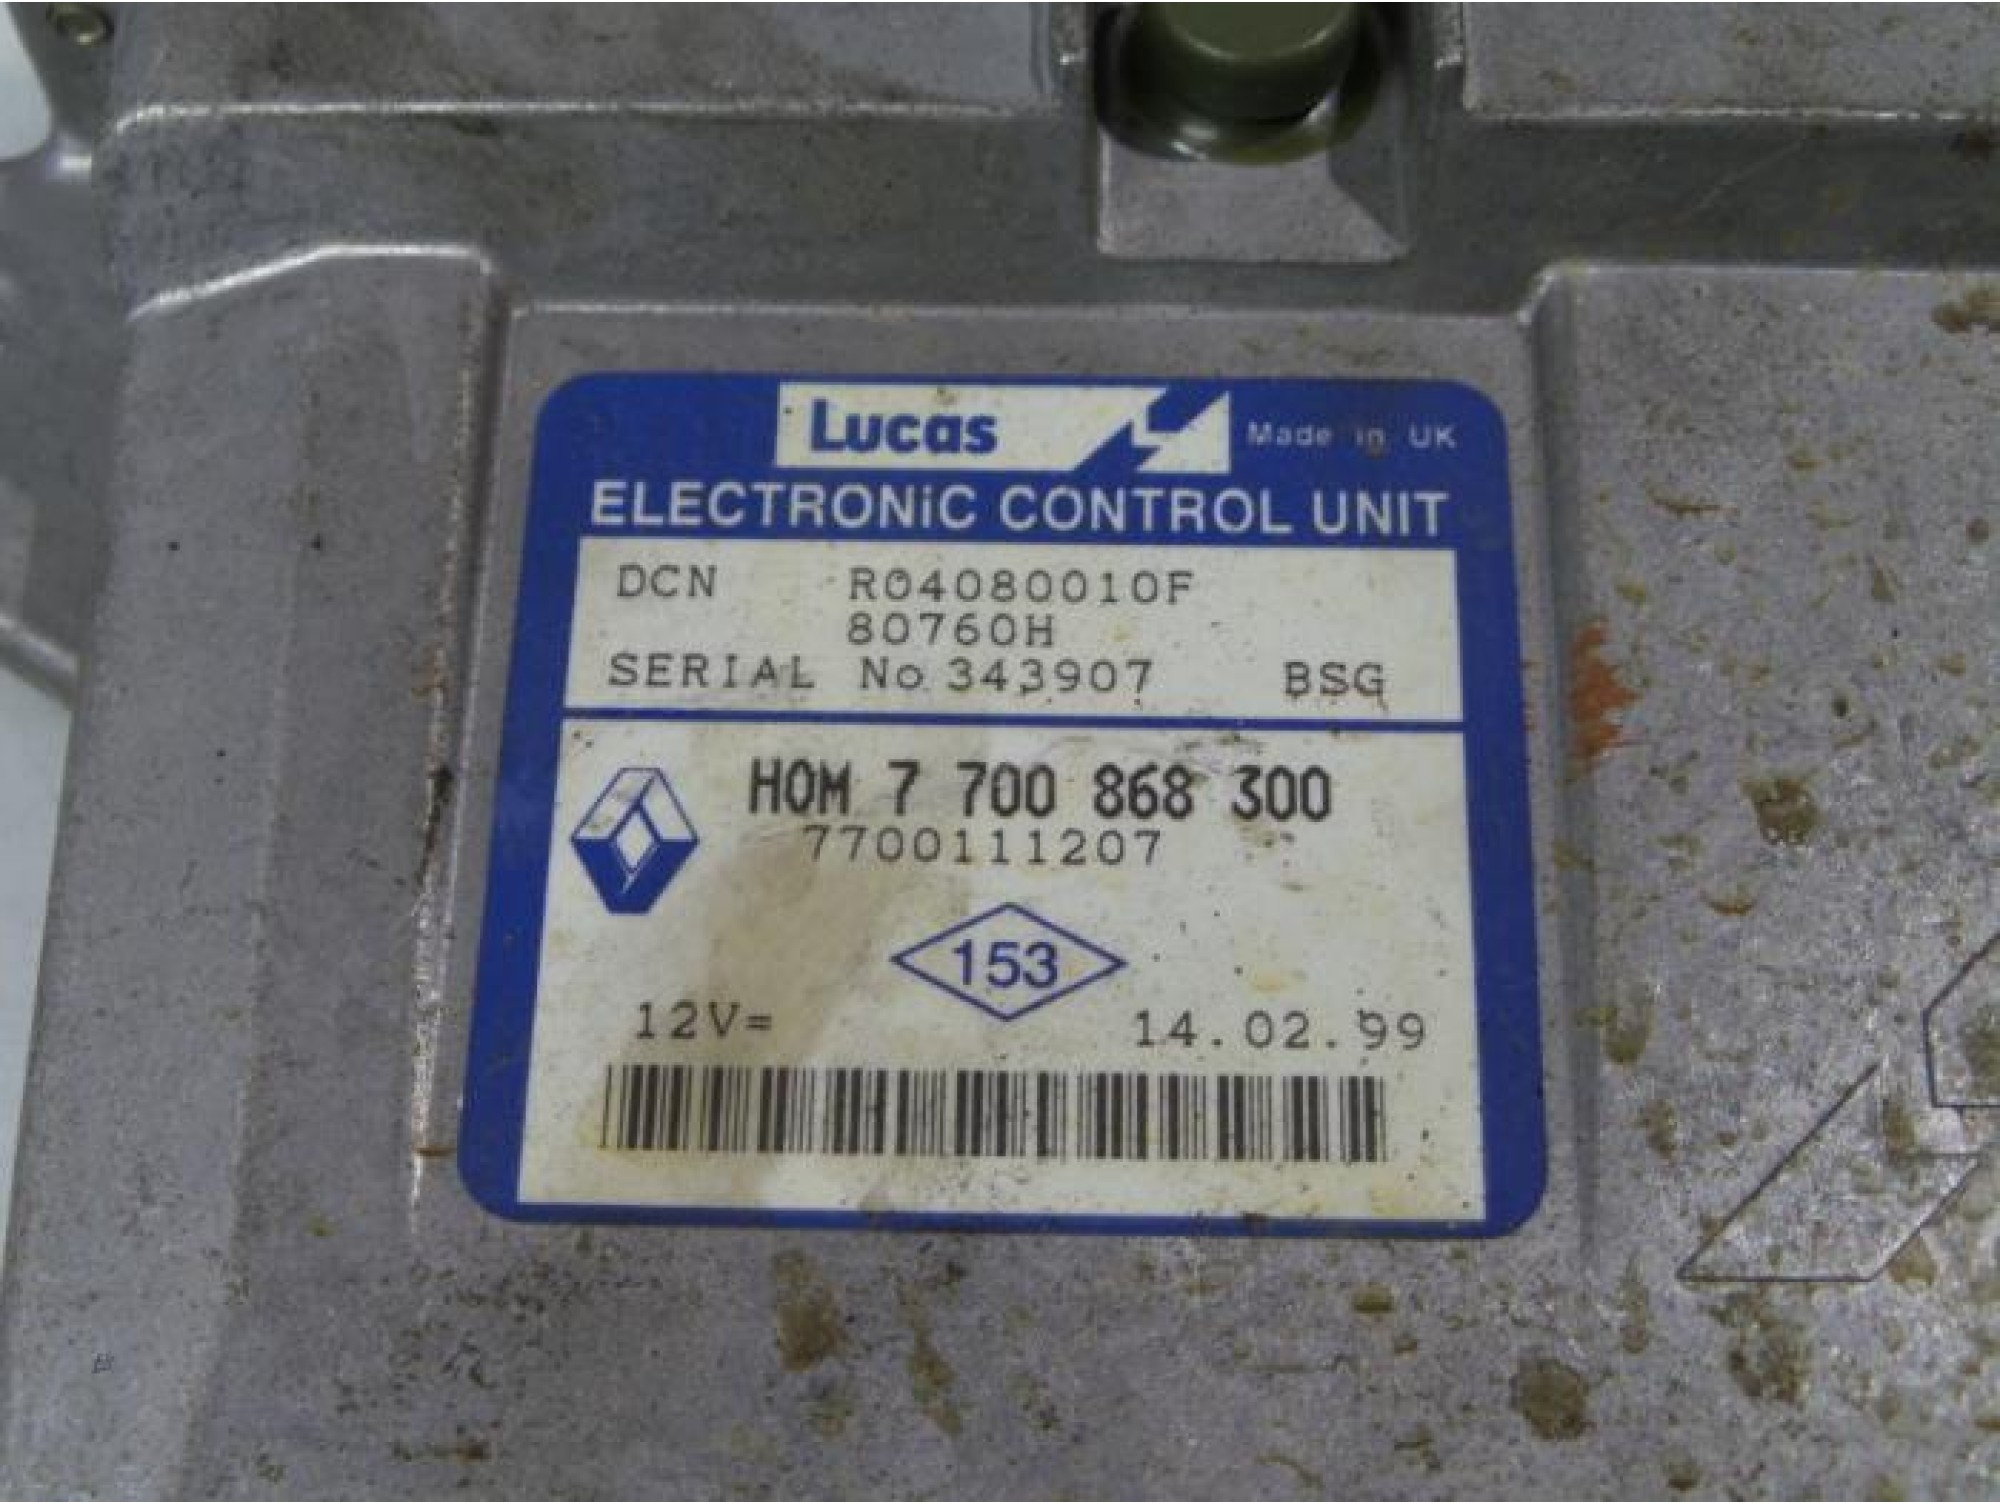 Lucas Made in UK
ELECTRONiC CONTROL UNIT
DCN R04080010F
80760H
SERIAL No 343907 BSG
HOM 7 700 868 300
7700111207
153
12V= 14.02.99